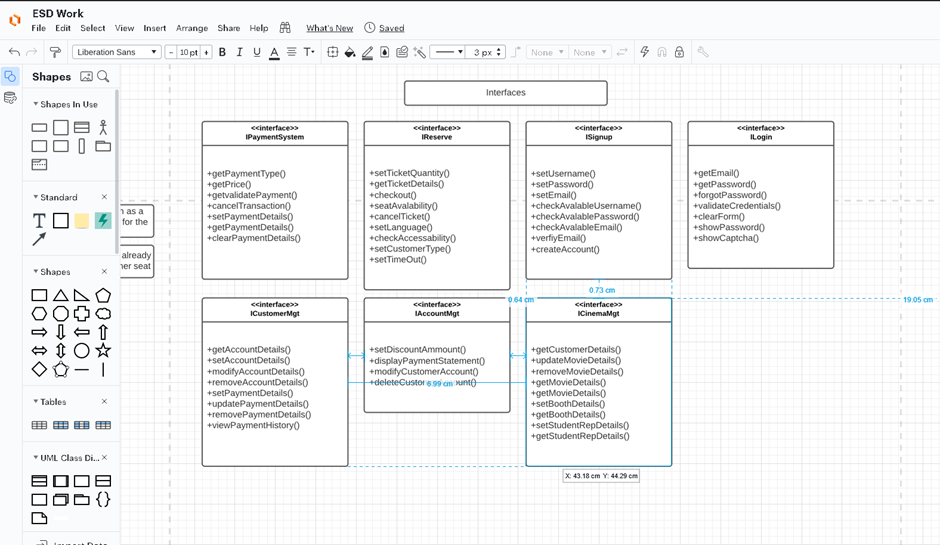 ESD Work
File Edit Select View Insert Arrange Share Help What's New Saved
Liberation Sans - 10 pt + B I U A T 3 px None None
Shapes
Shapes In Use
Standard
T
Shapes
Tables
UML Class Di...
n as a
for the
already
her seat
Interfaces
<<interface>>
IPaymentSystem
+getPaymentType()
+getPrice()
+getvalidatePayment()
+cancelTransaction()
+setPaymentDetails()
+getPaymentDetails()
+clearPaymentDetails()
<<interface>>
IReserve
+setTicketQuantity()
+getTicketDetails()
+checkout()
+seatAvalability()
+cancelTicket()
+setLanguage()
+checkAccessability()
+setCustomerType()
+setTimeOut()
<<interface>>
ISignup
+setUsername()
+setPassword()
+setEmail()
+checkAvalableUsername()
+checkAvalablePassword()
+checkAvalableEmail()
+verfiyEmail()
+createAccount()
<<interface>>
ILogin
+getEmail()
+getPassword()
+forgotPassword()
+validateCredentials()
+clearForm()
+showPassword()
+showCaptcha()
0.73 cm
0.64 cm
19.05 cm
<<interface>>
ICustomerMgt
+getAccountDetails()
+setAccountDetails()
+modifyAccountDetails()
+removeAccountDetails()
+setPaymentDetails()
+updatePaymentDetails()
+removePaymentDetails()
+viewPaymentHistory()
<<interface>>
IAccountMgt
+setDiscountAmmount()
+displayPaymentStatement()
+modifyCustomerAccount()
6.99 cm
<<interface>>
ICinemaMgt
+getCustomerDetails()
+updateMovieDetails()
+removeMovieDetails()
+getMovieDetails()
+getMovieDetails()
+setBoothDetails()
+getBoothDetails()
+setStudentRepDetails()
+getStudentRepDetails()
X: 43.18 cm Y: 44.29 cm